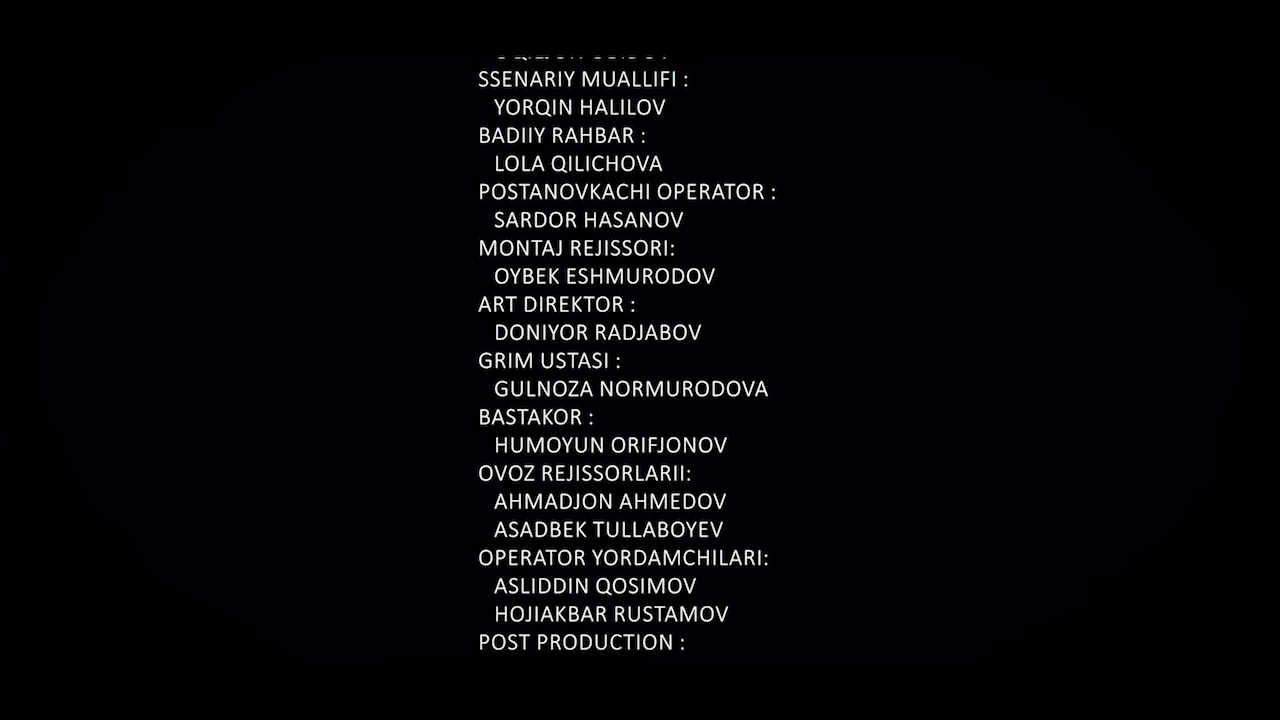 SSENARIY MUALLIFI :
YORQIN HALILOV
BADIIY RAHBAR :
LOLA QILICHOVA
POSTANOVKACHI OPERATOR :
SARDOR HASANOV
MONTAJ REJISSORI:
OYBEK ESHMURODOV
ART DIREKTOR :
DONIYOR RADJABOV
GRIM USTASI :
GULNOZA NORMURODOVA
BASTAKOR :
HUMOYUN ORIFJONOV
OVOZ REJISSORLARII:
AHMADJON AHMEDOV
ASADBEK TULLABOYEV
OPERATOR YORDAMCHILARI:
ASLIDDIN QOSIMOV
HOJIAKBAR RUSTAMOV
POST PRODUCTION :